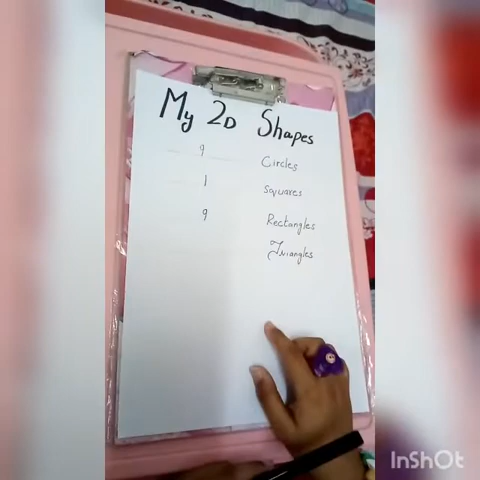 My 2D Shapes
9 Circles
1 Squares
9 Rectangles
Triangles
InShOt